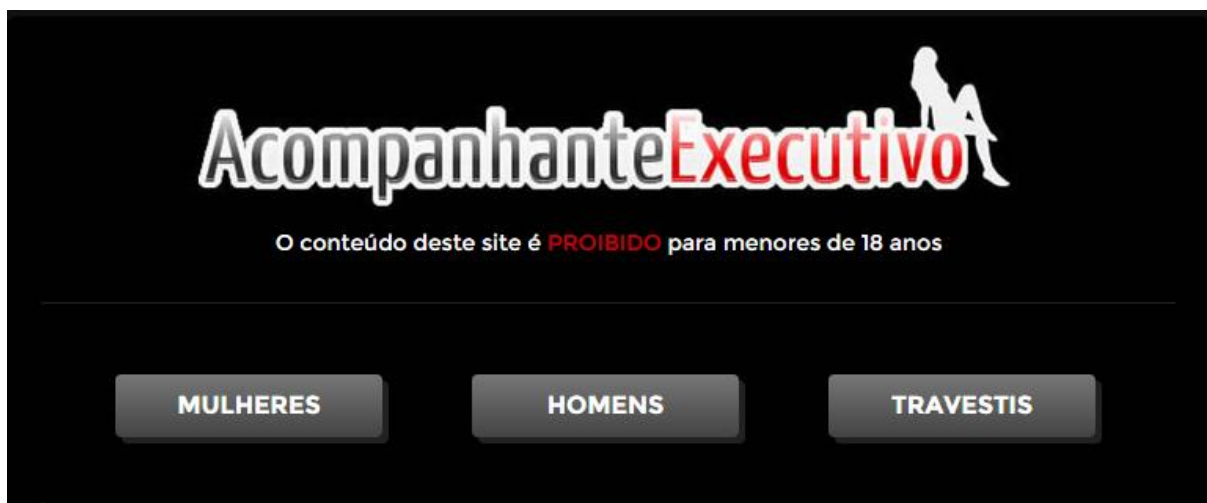 AcompanhanteExecutivo
O conteúdo deste site é PROIBIDO para menores de 18 anos
MULHERES HOMENS TRAVESTIS